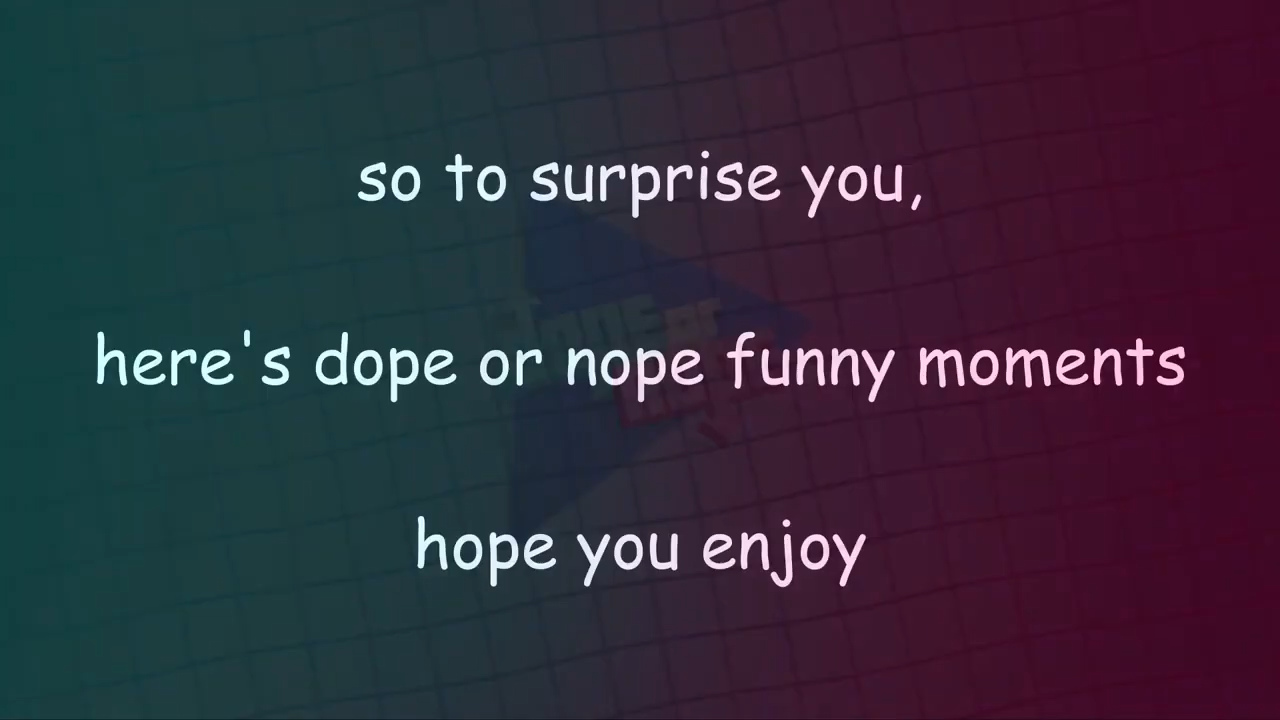 so to surprise you,
here's dope or nope funny moments
hope you enjoy